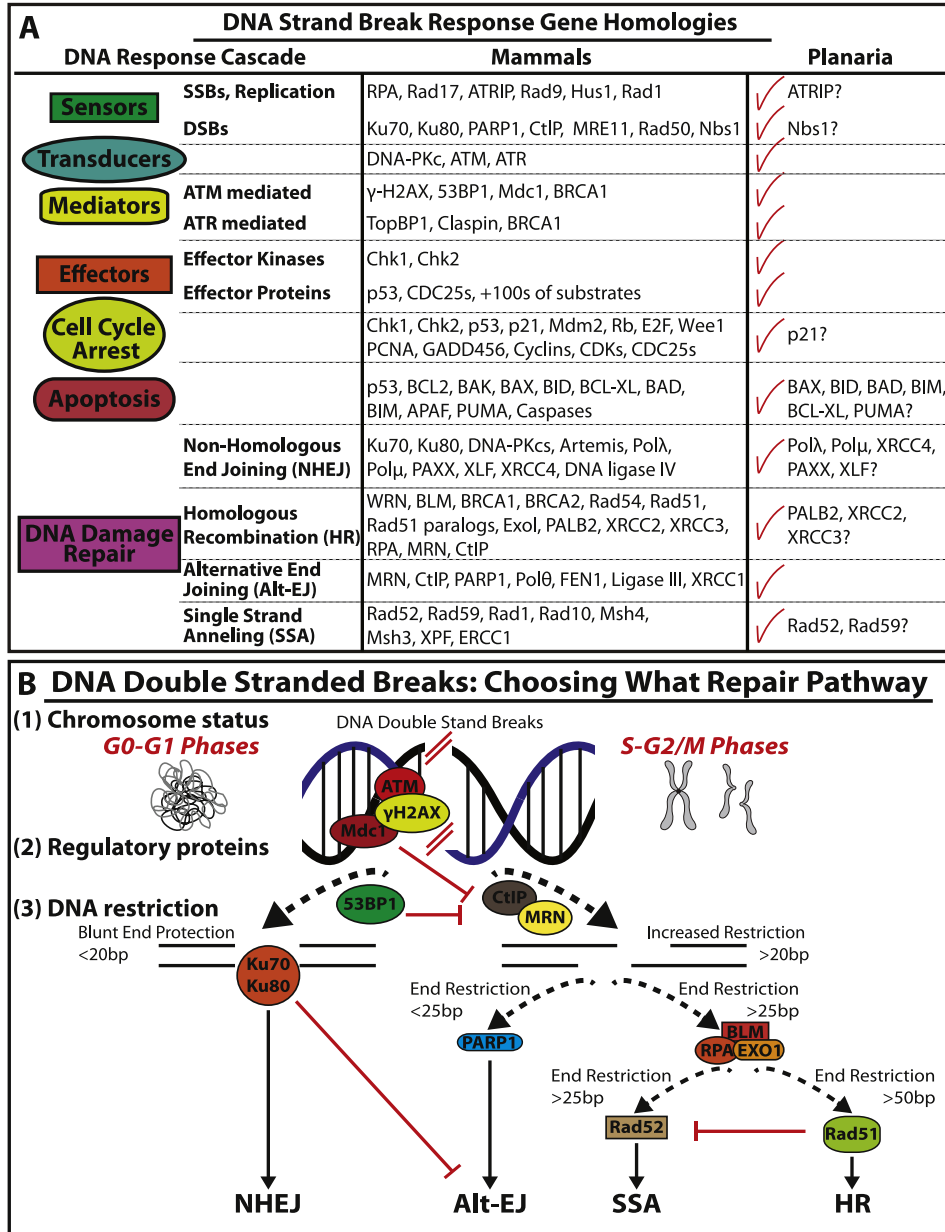 A
DNA Strand Break Response Gene Homologies
DNA Response Cascade Mammals Planaria
Sensors
SSBs, Replication RPA, Rad17, ATRIP, Rad9, Hus1, Rad1 ATRIP?
DSBs Ku70, Ku80, PARP1, CtIP, MRE11, Rad50, Nbs1 Nbs1?
Transducers
DNA-PKc, ATM, ATR
Mediators
ATM mediated γ-H2AX, 53BP1, Mdc1, BRCA1
ATR mediated TopBP1, Claspin, BRCA1
Effectors
Effector Kinases Chk1, Chk2
Effector Proteins p53, CDC25s, +100s of substrates
Cell Cycle
Arrest
Chk1, Chk2, p53, p21, Mdm2, Rb, E2F, Wee1
PCNA, GADD456, Cyclins, CDKs, CDC25s
p21?
Apoptosis
p53, BCL2, BAK, BAX, BID, BCL-XL, BAD,
BIM, APAF, PUMA, Caspases
BAX, BID, BAD, BIM,
BCL-XL, PUMA?
DNA Damage
Repair
Non-Homologous
End Joining (NHEJ)
Ku70, Ku80, DNA-PKcs, Artemis, Polλ,
Polμ, PAXX, XLF, XRCC4, DNA ligase IV
Polλ, Polμ, XRCC4,
PAXX, XLF?
Homologous
Recombination (HR)
WRN, BLM, BRCA1, BRCA2, Rad54, Rad51,
Rad51 paralogs, ExoI, PALB2, XRCC2, XRCC3,
RPA, MRN, CtIP
PALB2, XRCC2,
XRCC3?
Alternative End
Joining (Alt-EJ)
MRN, CtIP, PARP1, Polθ, FEN1, Ligase III, XRCC1
Single Strand
Anneling (SSA)
Rad52, Rad59, Rad1, Rad10, Msh4,
Msh3, XPF, ERCC1
Rad52, Rad59?
B
DNA Double Stranded Breaks: Choosing What Repair Pathway
(1) Chromosome status
DNA Double Stand Breaks
G0-G1 Phases
S-G2/M Phases
ATM
γH2AX
Mdc1
(2) Regulatory proteins
53BP1
CtIP
MRN
(3) DNA restriction
Blunt End Protection
<20bp
Increased Restriction
>20bp
Ku70
Ku80
End Restriction
<25bp
End Restriction
>25bp
PARP1
BLM
RPA
EXO1
End Restriction
>25bp
End Restriction
>50bp
Rad52
Rad51
NHEJ Alt-EJ SSA HR